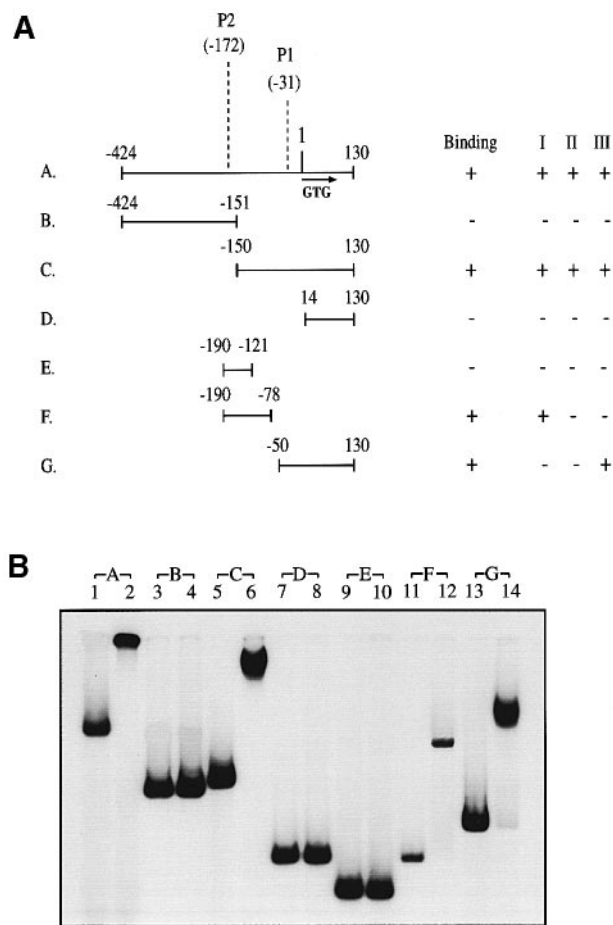 A
P2
(-172)
P1
(-31)
Binding I II III
-424 1 130
A. GTG + + + +
-424 -151
B. - - - -
-150 130
C. + + + +
14 130
D. - - - -
-190 -121
E. - - - -
-190 -78
F. + + - -
-50 130
G. + - - +
B
A B C D E F G
1 2 3 4 5 6 7 8 9 10 11 12 13 14